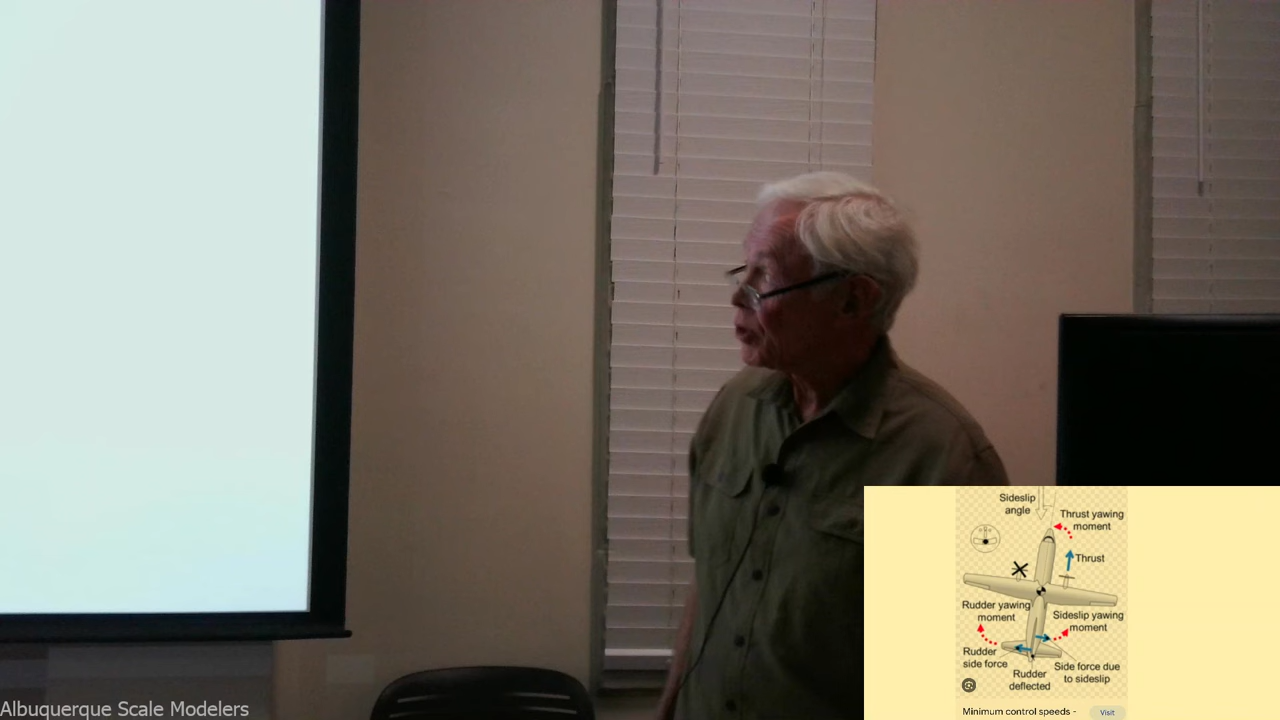 Sideslip
angle
Thrust yawing
moment
Thrust
Rudder yawing
moment
Sideslip yawing
moment
Rudder
side force
Side force due
to sideslip
Rudder
deflected
Minimum control speeds -
Visit
Albuquerque Scale Modelers